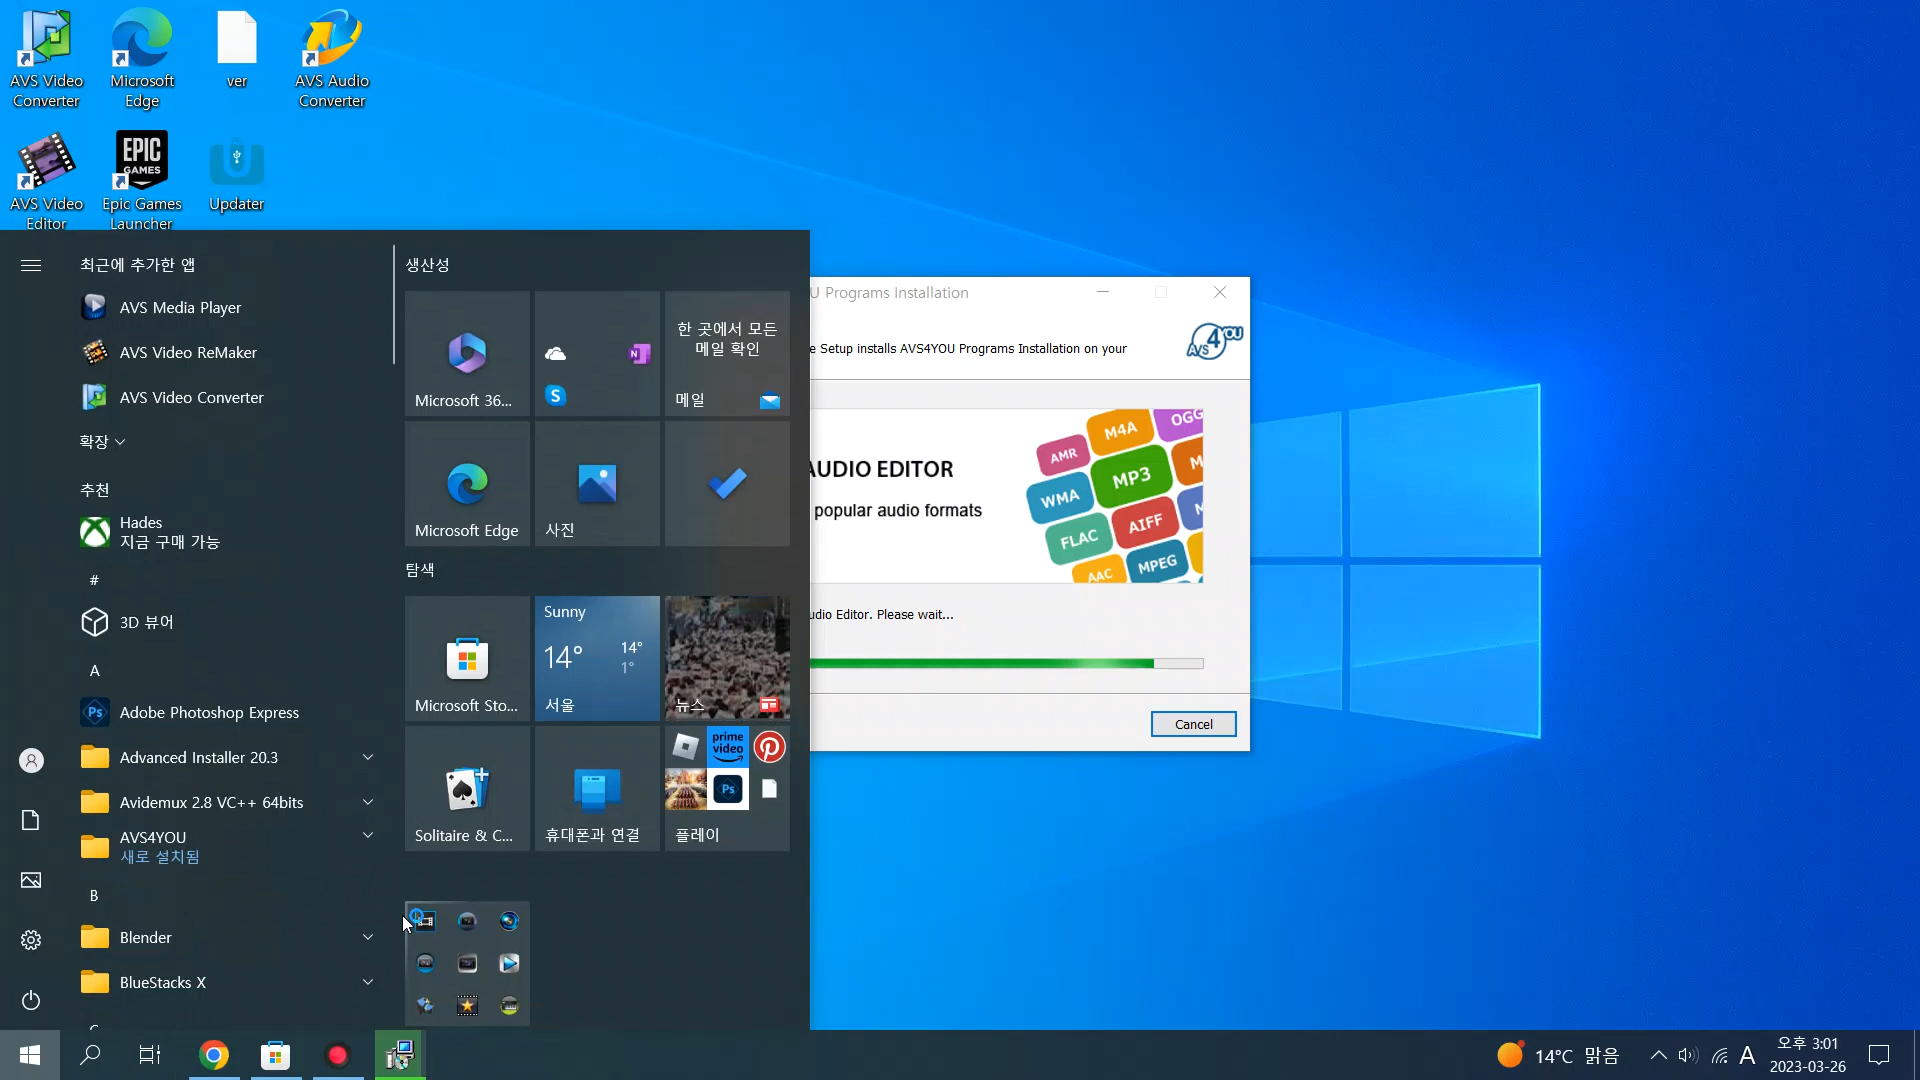 AVS Video
Converter
Microsoft
Edge
ver
AVS Audio
Converter
AVS Video
Editor
EPIC
GAMES
Epic Games
Launcher
Updater
최근에 추가한 앱
AVS Media Player
AVS Video ReMaker
AVS Video Converter
확장
추천
Hades
지금 구매 가능
#
3D 뷰어
A
Ps
Adobe Photoshop Express
Advanced Installer 20.3
Avidemux 2.8 VC++ 64bits
AVS4YOU
새로 설치됨
B
Blender
BlueStacks X
생산성
Microsoft 36...
N
S
한 곳에서 모든
메일 확인
메일
Microsoft Edge
사진
탐색
Microsoft Sto...
Sunny
14°
14°
1°
서울
뉴스
Solitaire & C...
휴대폰과 연결
prime
video
Ps
플레이
U Programs Installation
e Setup installs AVS4YOU Programs Installation on your
AVS
4
YOU
AUDIO EDITOR
popular audio formats
AMR
M4A
OGG
WMA
MP3
M
FLAC
AIFF
M
AAC
MPEG
udio Editor. Please wait...
Cancel
14°C 맑음
A
오후 3:01
2023-03-26